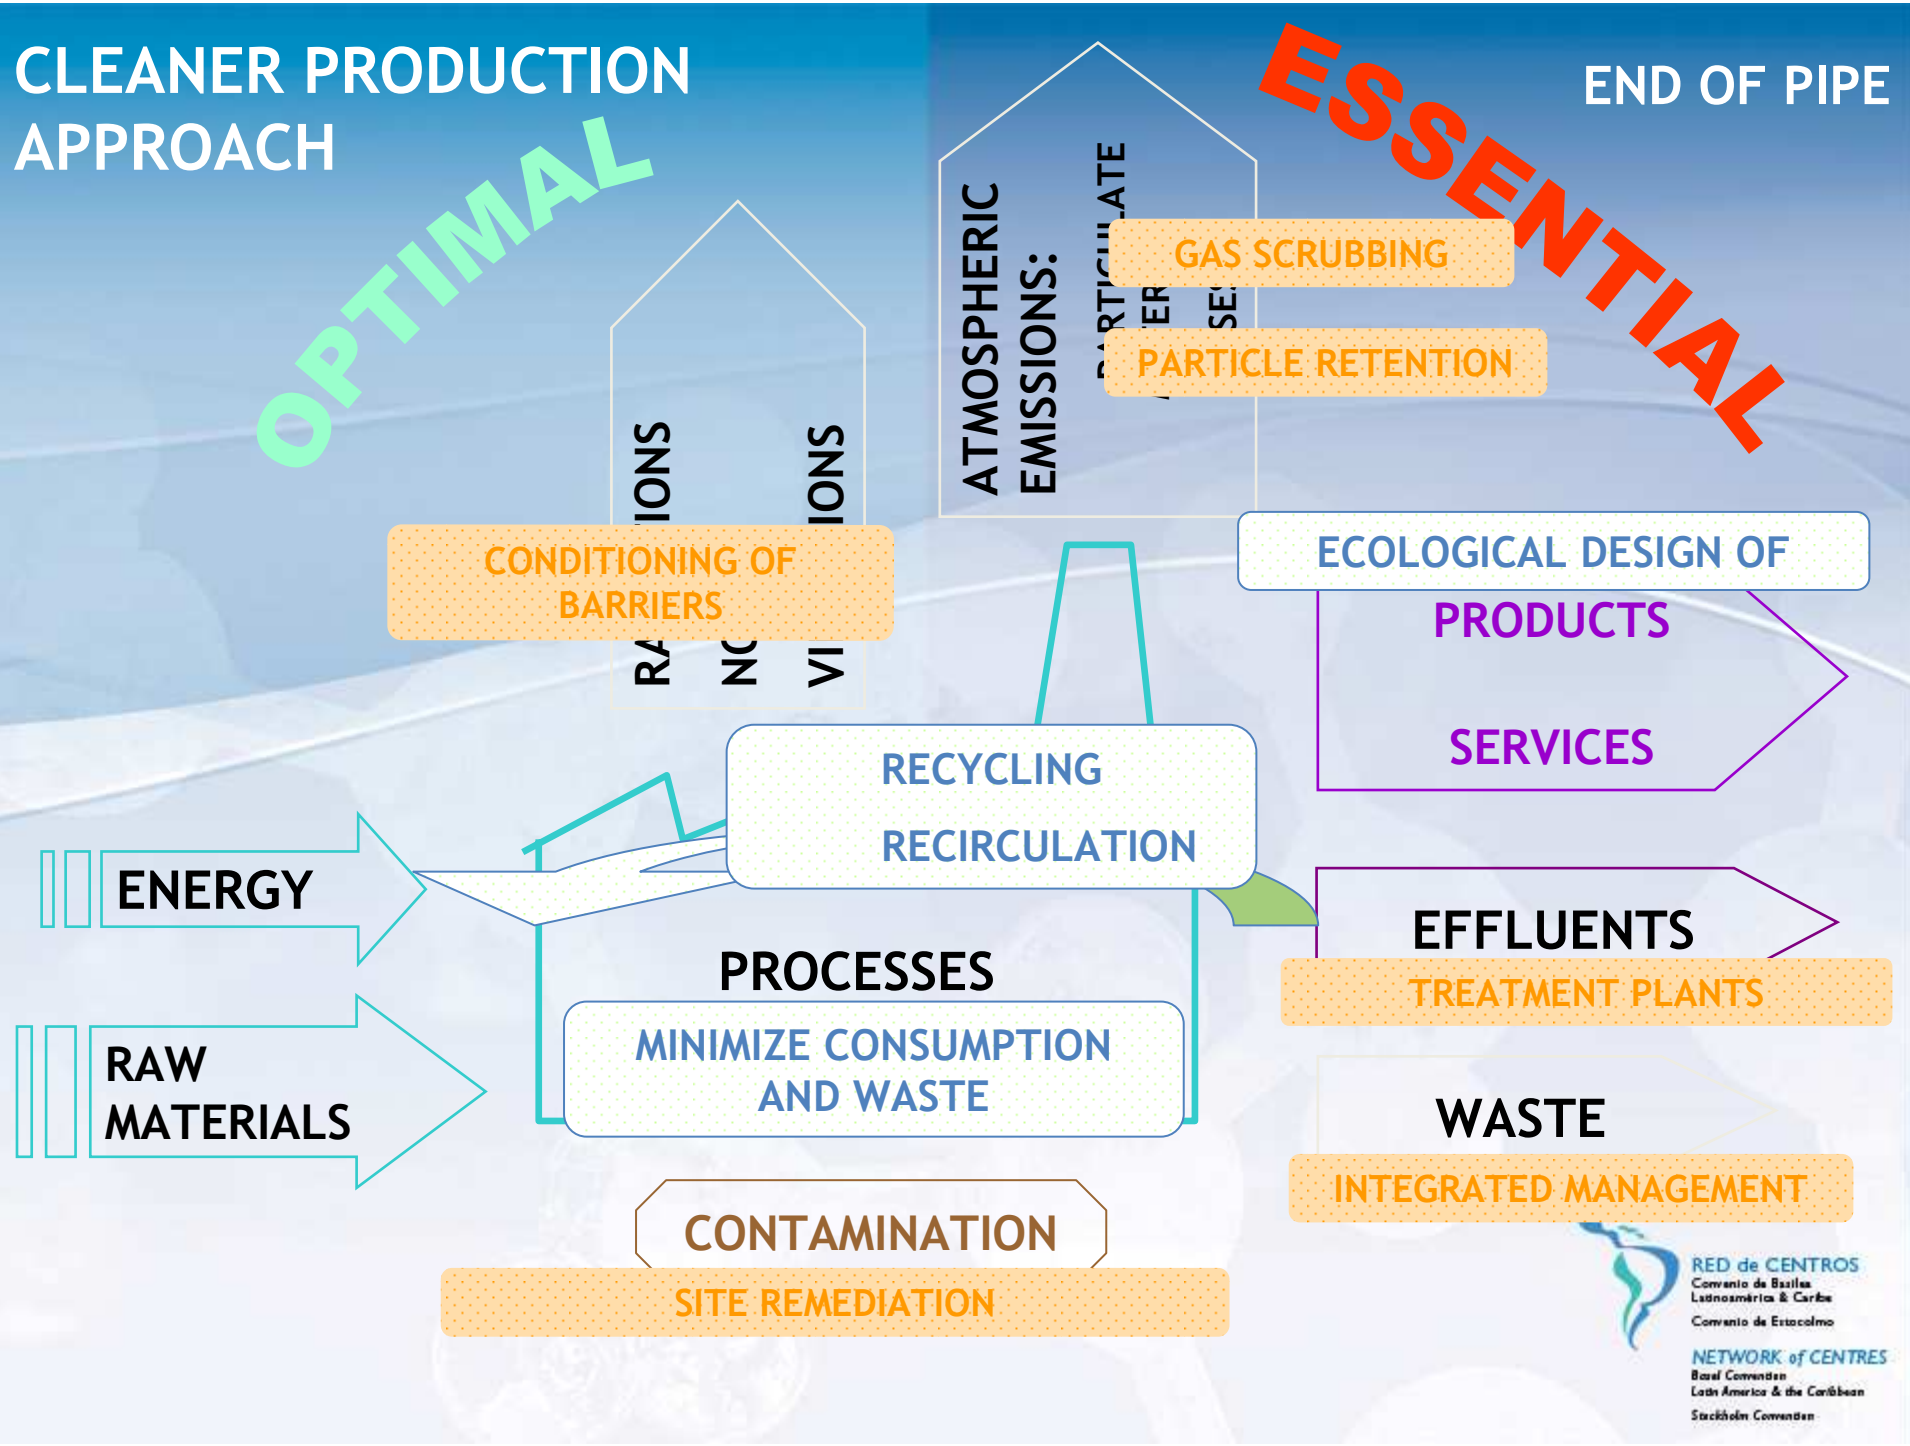 CLEANER PRODUCTION
APPROACH
END OF PIPE
OPTIMAL
ESSENTIAL
ATMOSPHERIC
EMISSIONS:
GAS SCRUBBING
PARTICLE RETENTION
CONDITIONING OF
BARRIERS
ECOLOGICAL DESIGN OF
PRODUCTS
SERVICES
RECYCLING
RECIRCULATION
ENERGY
EFFLUENTS
PROCESSES
TREATMENT PLANTS
RAW
MATERIALS
MINIMIZE CONSUMPTION
AND WASTE
WASTE
INTEGRATED MANAGEMENT
CONTAMINATION
SITE REMEDIATION
RED de CENTROS
Convenio de Basilea
Latinoamérica & Caribe
Convenio de Estocolmo
NETWORK of CENTRES
Basel Convention
Latin America & the Caribbean
Stockholm Convention